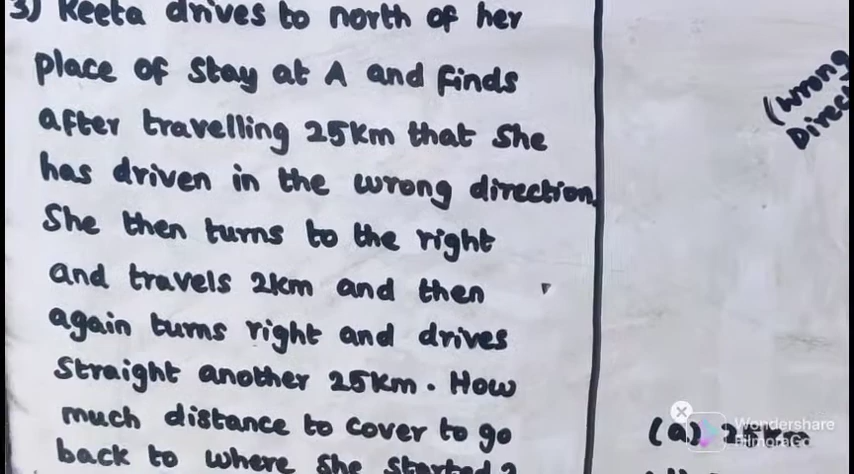 3) Reeta drives to north of her
place of stay at A and finds
after travelling 25km that she
has driven in the wrong direction.
She then turns to the right
and travels 2km and then
again turns right and drives
straight another 25km. How
much distance to cover to go
back to where she started?
(wrong
Direc
(a)
Wondershare
Filmora